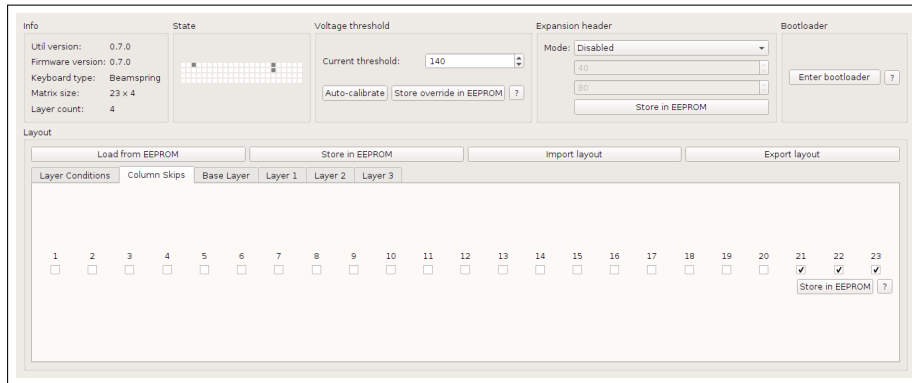 Info
State
Voltage threshold
Expansion header
Bootloader
Util version: 0.7.0
Firmware version: 0.7.0
Keyboard type: Beamspring
Matrix size: 23 x 4
Layer count: 4
Current threshold: 140
Auto-calibrate Store override in EEPROM ?
Mode: Disabled
40
80
Store in EEPROM
Enter bootloader ?
Layout
Load from EEPROM Store in EEPROM Import layout Export layout
Layer Conditions Column Skips Base Layer Layer 1 Layer 2 Layer 3
1 2 3 4 5 6 7 8 9 10 11 12 13 14 15 16 17 18 19 20 21 22 23
Store in EEPROM ?